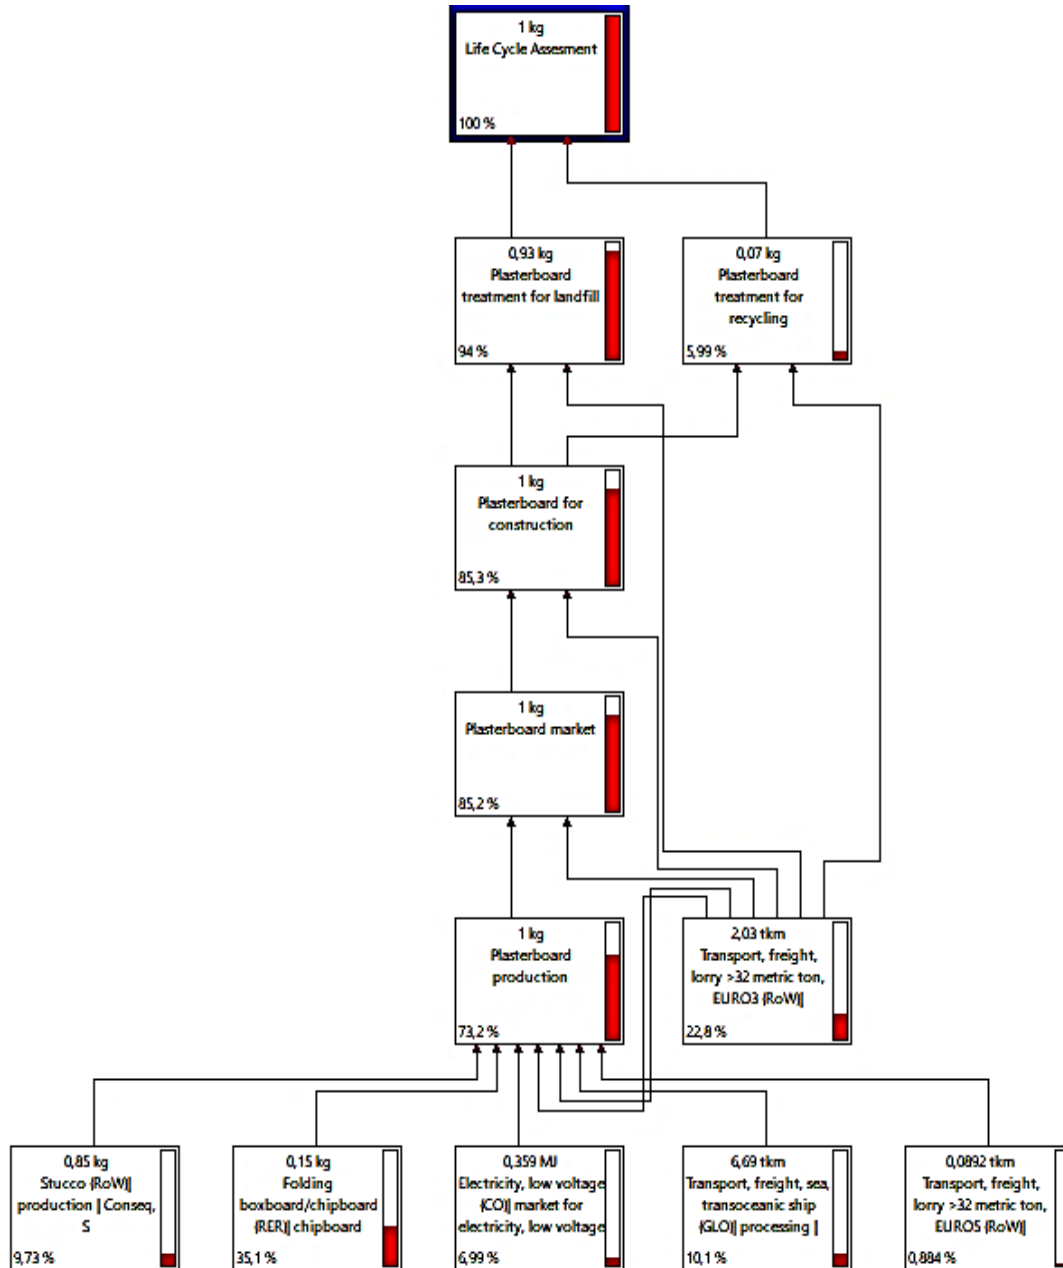 1 kg
Life Cycle Assesment
100 %
0,93 kg
Plasterboard
treatment for landfill
94 %
0,07 kg
Plasterboard
treatment for
recycling
5,99 %
1 kg
Plasterboard for
construction
85,3 %
1 kg
Plasterboard market
85,2 %
1 kg
Plasterboard
production
73,2 %
2,03 tkm
Transport, freight,
lorry >32 metric ton,
EURO3 {RoW}|
22,8 %
0,85 kg
Stucco {RoW}|
production | Conseq,
S
9,73 %
0,15 kg
Folding
boxboard/chipboard
{RER}| chipboard
35,1 %
0,359 MJ
Electricity, low voltage
{CO}| market for
electricity, low voltage
6,99 %
6,69 tkm
Transport, freight, sea,
transoceanic ship
{GLO}| processing |
10,1 %
0,0892 tkm
Transport, freight,
lorry >32 metric ton,
EURO5 {RoW}|
0,884 %